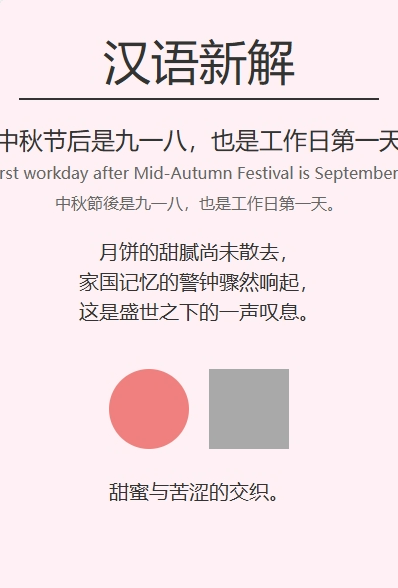 汉语新解
中秋节后是九一八，也是工作日第一天
rst workday after Mid-Autumn Festival is September
中秋節後是九一八，也是工作日第一天。
月饼的甜腻尚未散去，
家国记忆的警钟骤然响起，
这是盛世之下的一声叹息。
甜蜜与苦涩的交织。